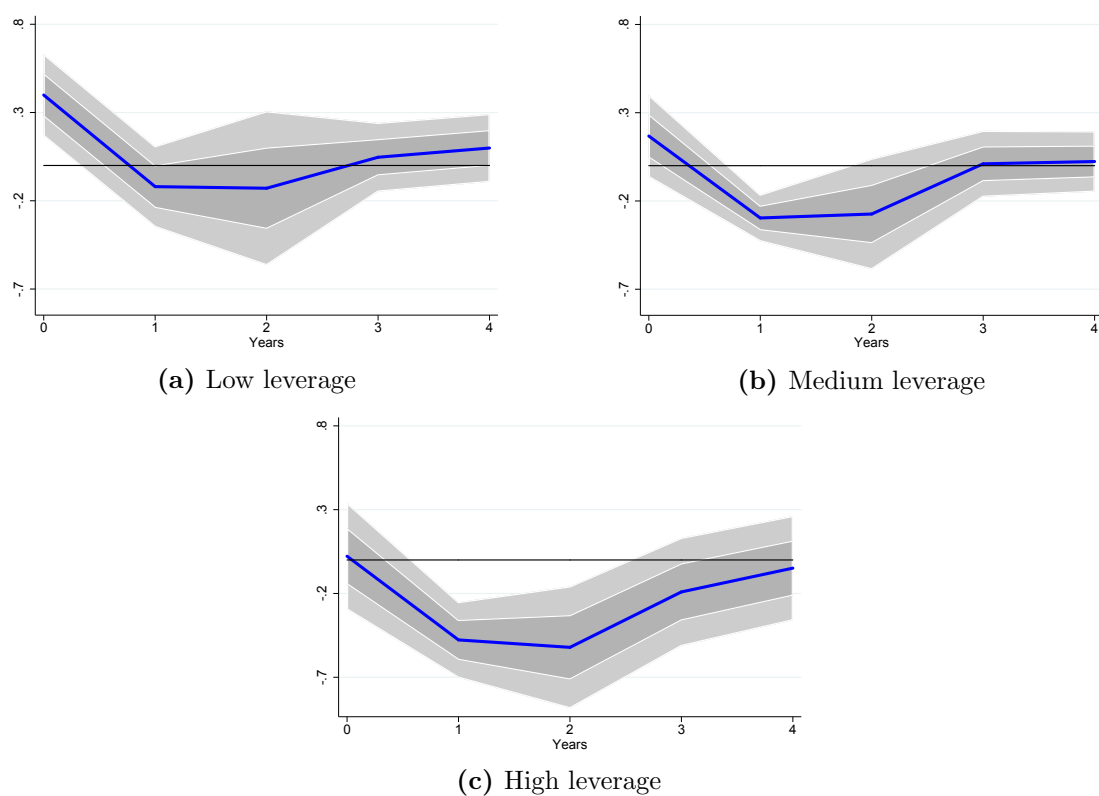 .8
.3
-.2
-.7
0 1 2 3 4
Years
(a) Low leverage
.8
.3
-.2
-.7
0 1 2 3 4
Years
(b) Medium leverage
.8
.3
-.2
-.7
0 1 2 3 4
Years
(c) High leverage